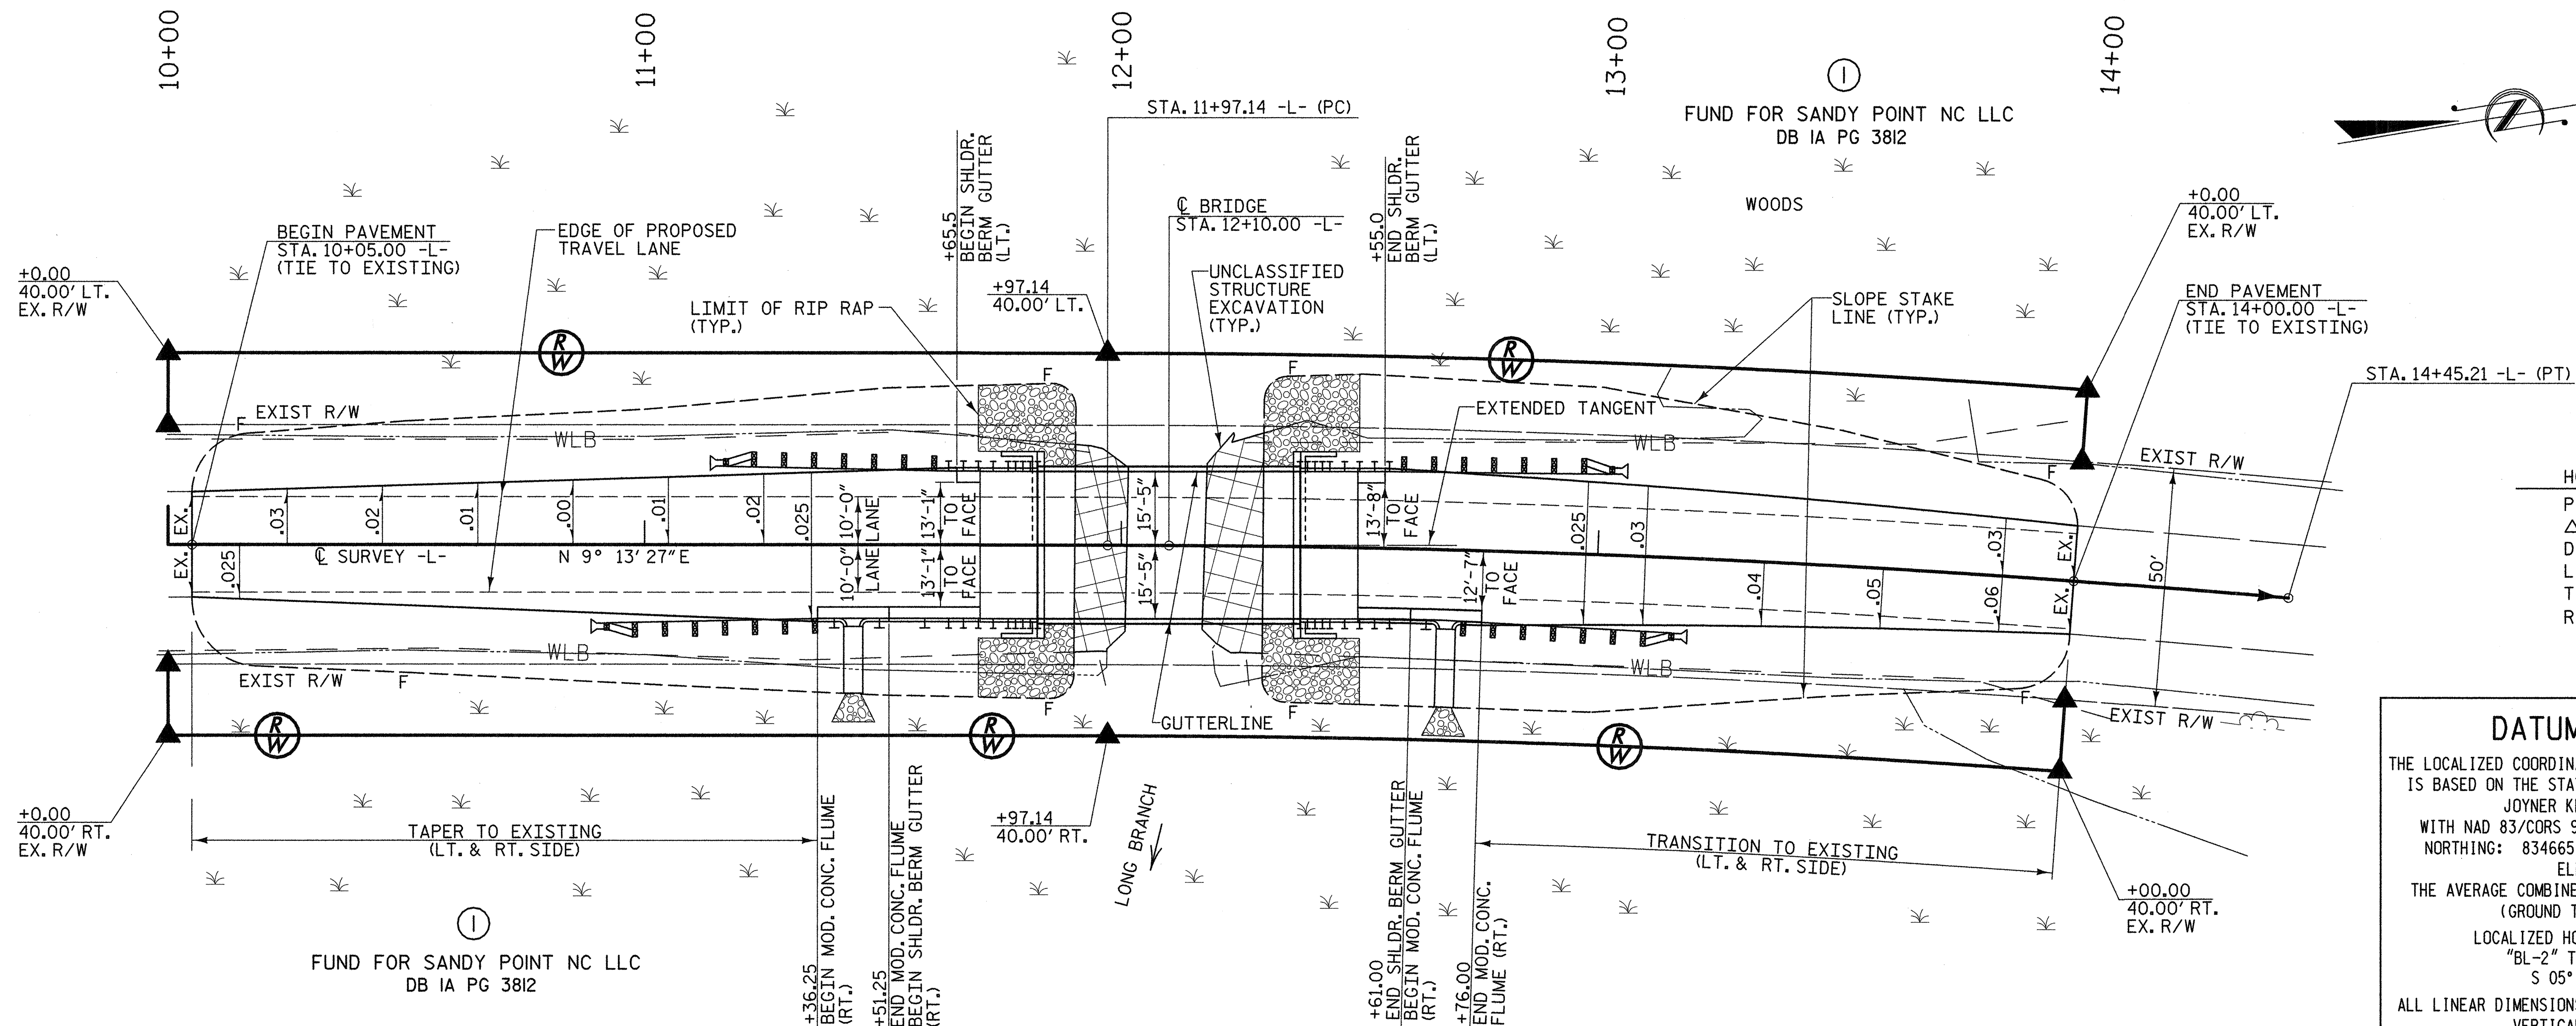 10+00
11+00
12+00
13+00
14+00
STA. 11+97.14 -L- (PC)
1
FUND FOR SANDY POINT NC LLC
DB 1A PG 3812
WOODS
+0.00
40.00' LT.
EX. R/W
BEGIN PAVEMENT
STA. 10+05.00 -L-
(TIE TO EXISTING)
EDGE OF PROPOSED
TRAVEL LANE
+65.5
BEGIN SHLDR.
BERM GUTTER
(LT.)
℄ BRIDGE
STA. 12+10.00 -L-
+55.0
END SHLDR.
BERM GUTTER
(LT.)
+0.00
40.00' LT.
EX. R/W
LIMIT OF RIP RAP
(TYP.)
+97.14
40.00' LT.
UNCLASSIFIED
STRUCTURE
EXCAVATION
(TYP.)
SLOPE STAKE
LINE (TYP.)
END PAVEMENT
STA. 14+00.00 -L-
(TIE TO EXISTING)
STA. 14+45.21 -L- (PT)
R/W
R/W
F
F
EXIST R/W
F
WLB
EXTENDED TANGENT
WLB
F
EXIST R/W
EX.
.03
.02
.01
.00
.01
.02
.025
10'-0"
LANE
13'-1"
TO
FACE
15'-5"
13'-8"
TO
FACE
.025
.03
.03
EX.
50'
EX.
.025
℄ SURVEY -L-
N 9° 13' 27"E
10'-0"
LANE
13'-1"
TO
FACE
15'-5"
12'-7"
TO
FACE
.04
.05
.06
EX.
WLB
EXIST R/W
F
F
GUTTERLINE
F
WLB
F
EXIST R/W
R/W
R/W
R/W
+0.00
40.00' RT.
EX. R/W
TAPER TO EXISTING
(LT. & RT. SIDE)
+97.14
40.00' RT.
LONG BRANCH
TRANSITION TO EXISTING
(LT. & RT. SIDE)
+00.00
40.00' RT.
EX. R/W
+36.25
BEGIN MOD. CONC. FLUME
(RT.)
+51.25
END MOD. CONC. FLUME
BEGIN SHLDR. BERM GUTTER
(RT.)
+61.00
END SHLDR. BERM GUTTER
BEGIN MOD. CONC. FLUME
(RT.)
+76.00
END MOD. CONC.
FLUME (RT.)
1
FUND FOR SANDY POINT NC LLC
DB 1A PG 3812
P
D
L
T
R
DATUM
THE LOCALIZED
IS BASED ON THE
JOYNER
WITH NAD 83/CORS
NORTHING: 834665
THE AVERAGE
(GROUND
LOCALIZED
"BL-2"
S 05°
ALL LINEAR